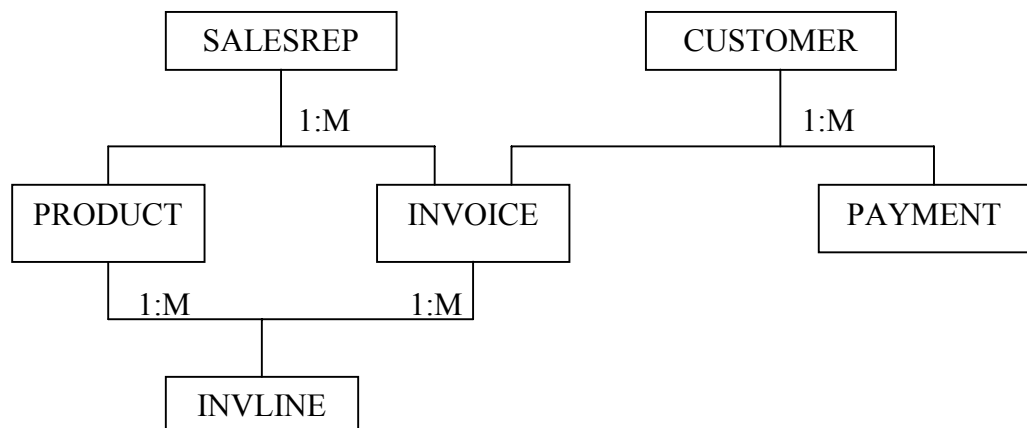 SALESREP CUSTOMER
1:M 1:M
PRODUCT INVOICE PAYMENT
1:M 1:M
INVLINE